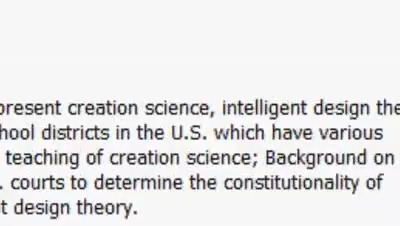 present creation science, intelligent design the
hool districts in the U.S. which have various
teaching of creation science; Background on
. courts to determine the constitutionality of
t design theory.